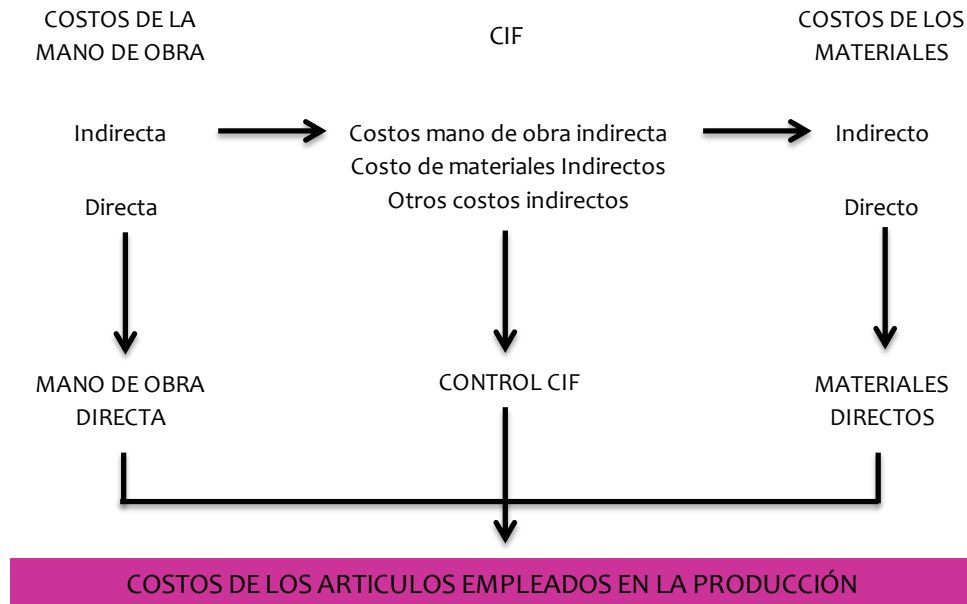 COSTOS DE LA
MANO DE OBRA
CIF
COSTOS DE LOS
MATERIALES
Indirecta
Costos mano de obra indirecta
Costo de materiales Indirectos
Otros costos indirectos
Indirecto
Directa
Directo
MANO DE OBRA
DIRECTA
CONTROL CIF
MATERIALES
DIRECTOS
COSTOS DE LOS ARTICULOS EMPLEADOS EN LA PRODUCCIÓN